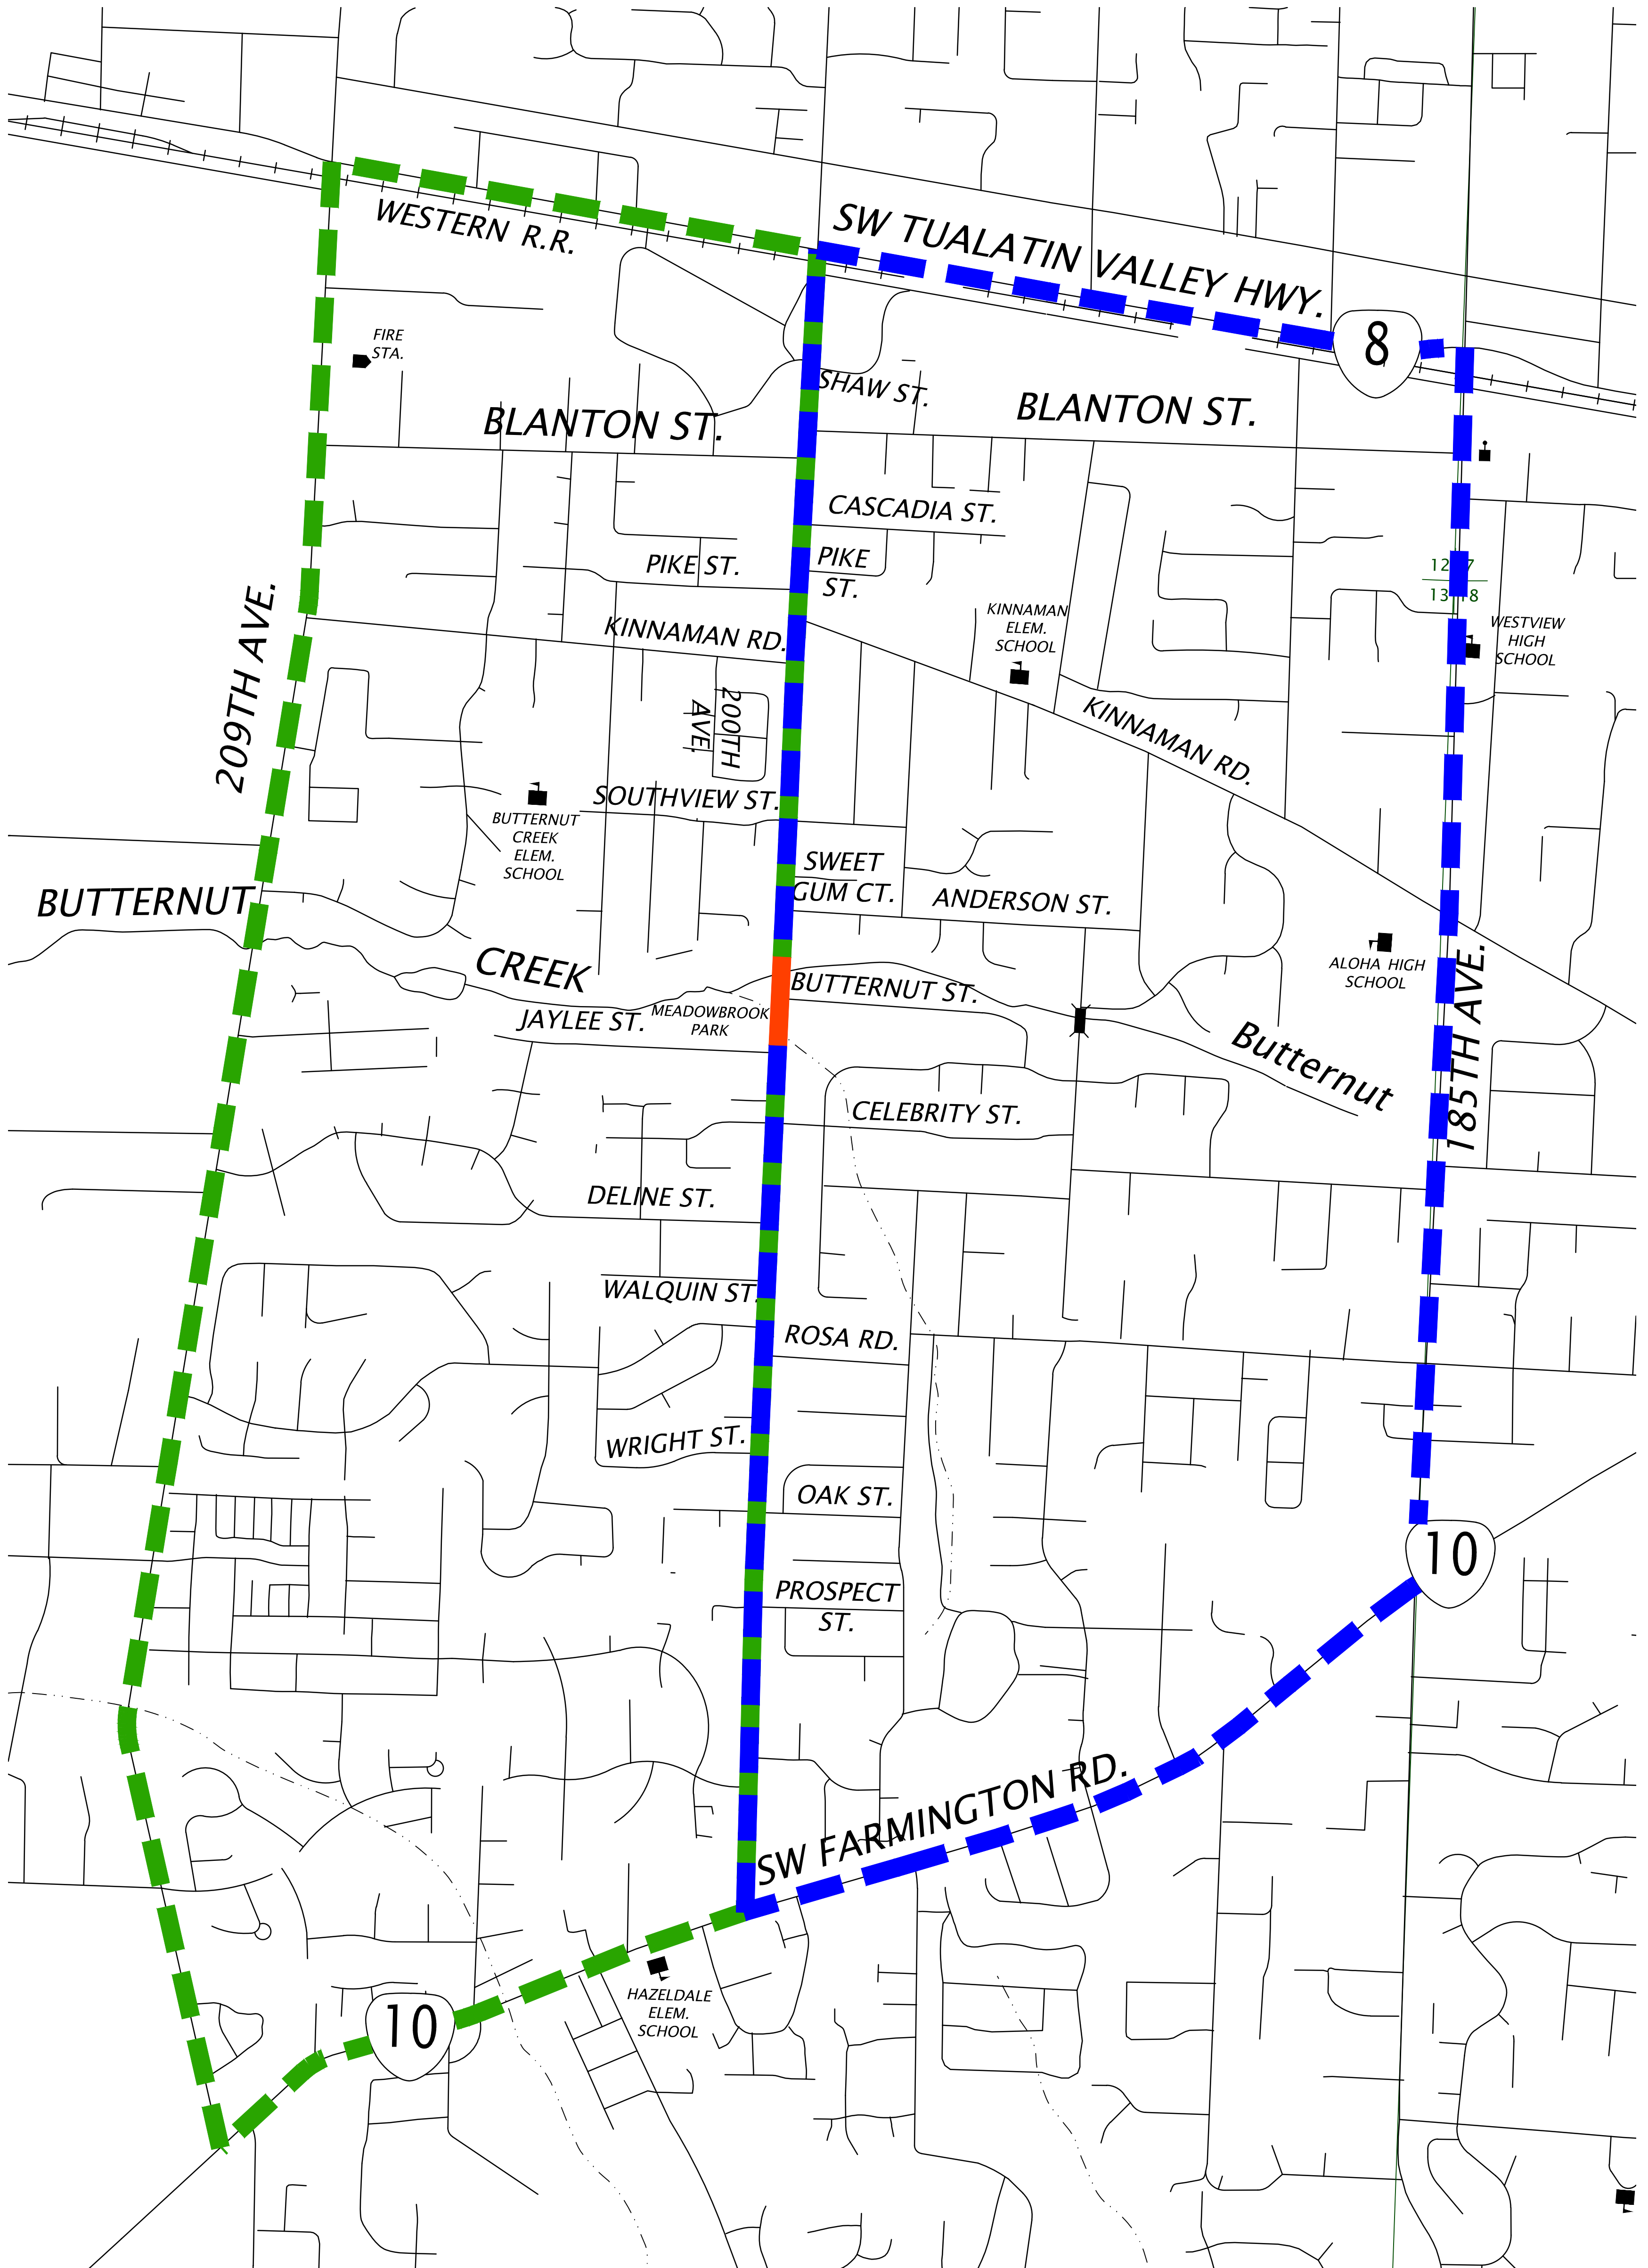 SW TUALATIN VALLEY HWY.
WESTERN R.R.
8
FIRE
STA.
SHAW ST.
BLANTON ST.
BLANTON ST.
CASCADIA ST.
PIKE ST.
PIKE
ST.
12 7
13 18
KINNAMAN
ELEM.
SCHOOL
WESTVIEW
HIGH
SCHOOL
KINNAMAN RD.
209TH AVE.
200TH
AVE.
KINNAMAN RD.
SOUTHVIEW ST.
BUTTERNUT
CREEK
ELEM.
SCHOOL
SWEET
GUM CT.
ANDERSON ST.
BUTTERNUT
CREEK
ALOHA HIGH
SCHOOL
BUTTERNUT ST.
JAYLEE ST.
MEADOWBROOK
PARK
Butternut
185TH AVE.
CELEBRITY ST.
DELINE ST.
WALQUIN ST.
ROSA RD.
WRIGHT ST.
OAK ST.
10
PROSPECT
ST.
SW FARMINGTON RD.
HAZELDALE
ELEM.
SCHOOL
10